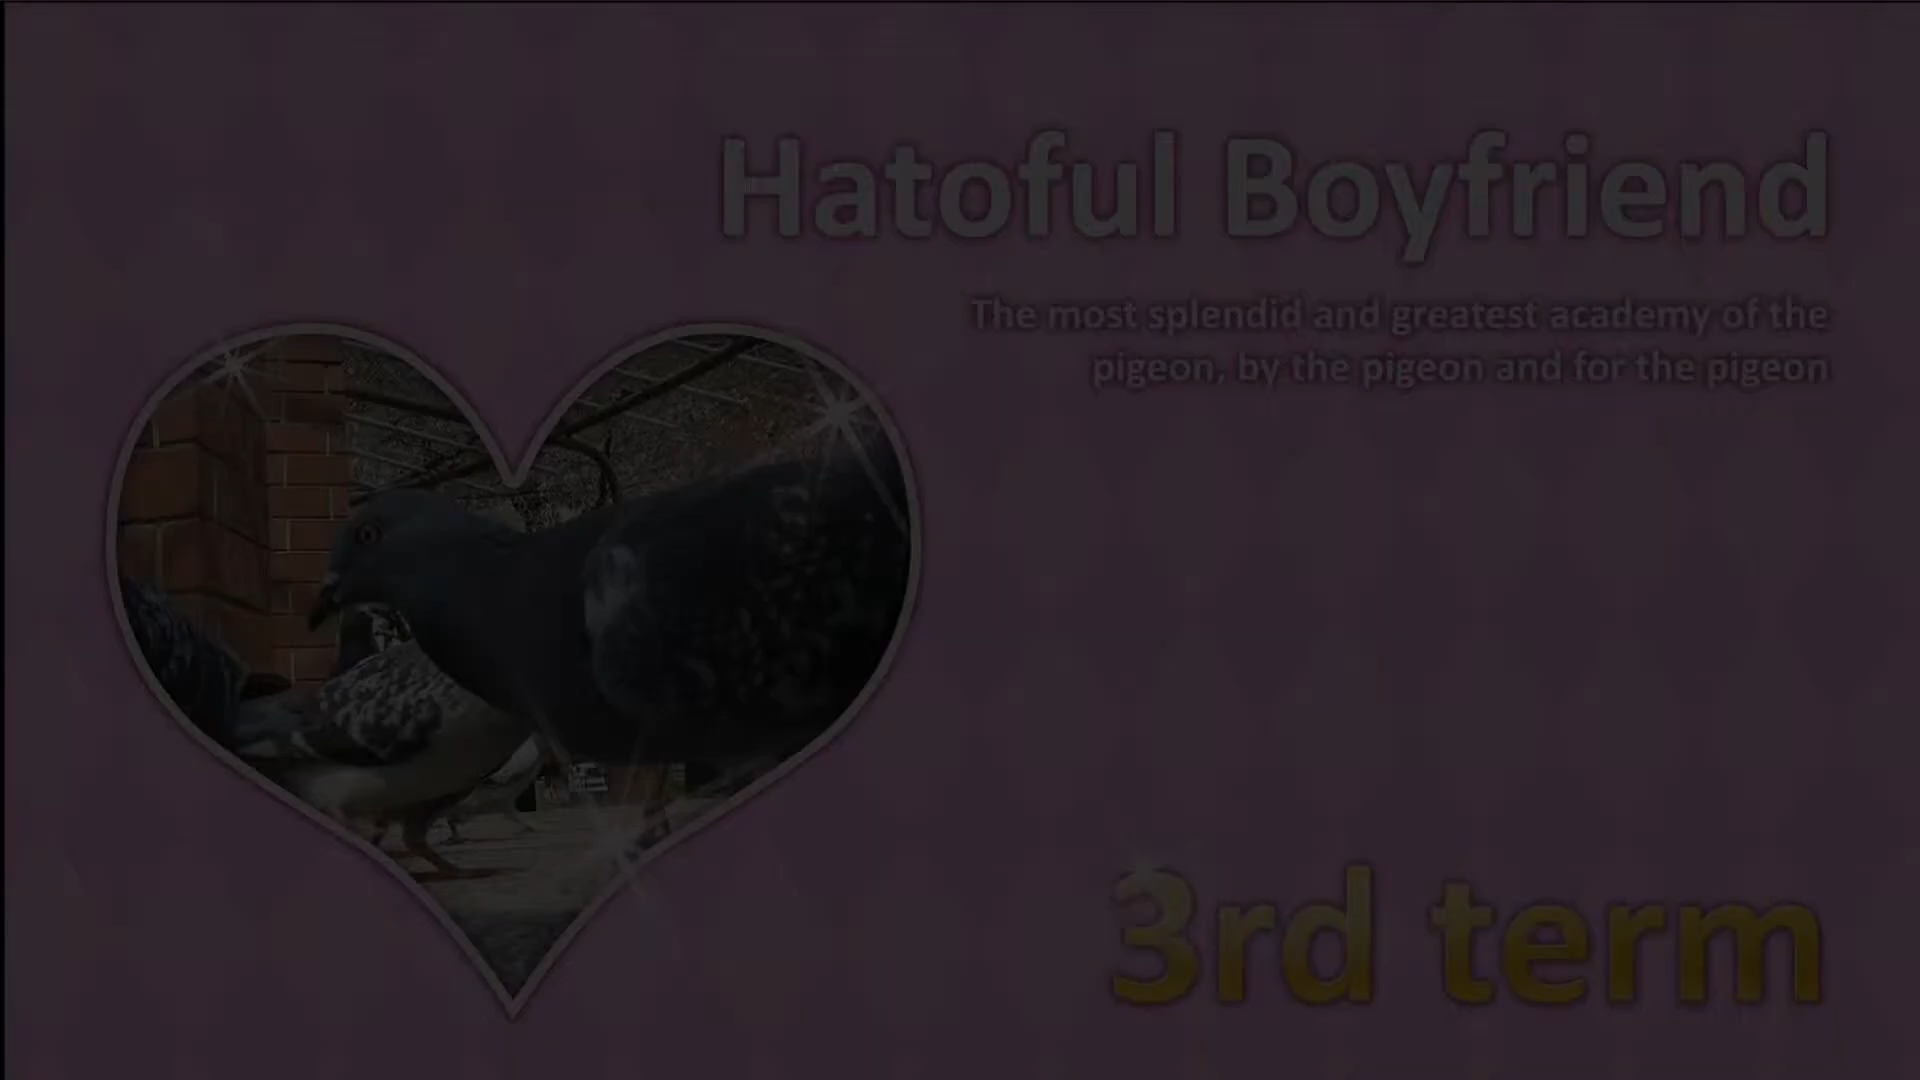 Hatoful Boyfriend
The most splendid and greatest academy of the
pigeon, by the pigeon and for the pigeon
3rd term